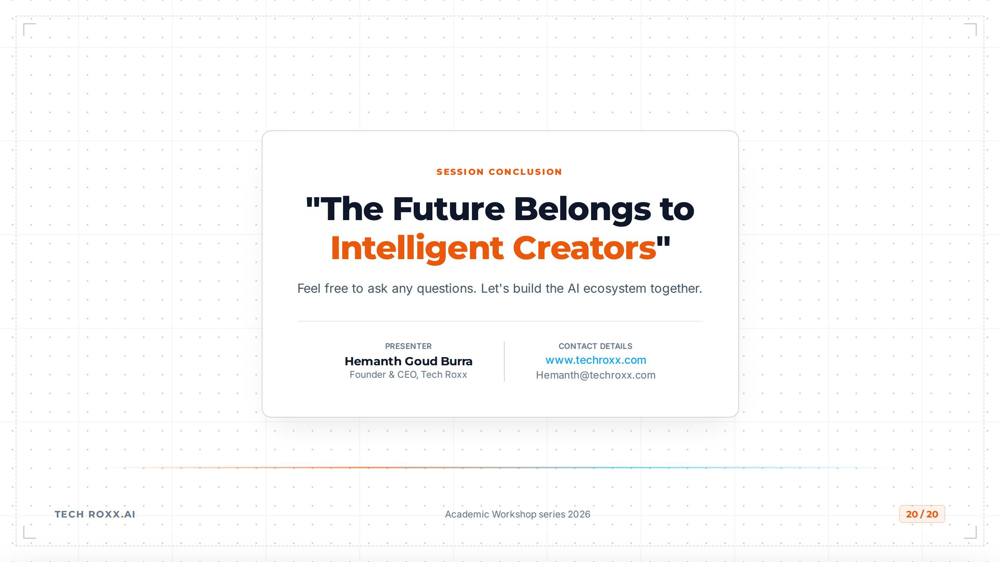 SESSION CONCLUSION
"The Future Belongs to
Intelligent Creators"
Feel free to ask any questions. Let's build the AI ecosystem together.
PRESENTER
Hemanth Goud Burra
Founder & CEO, Tech Roxx
CONTACT DETAILS
www.techroxx.com
Hemanth@techroxx.com
TECH ROXX.AI
Academic Workshop series 2026
20 / 20